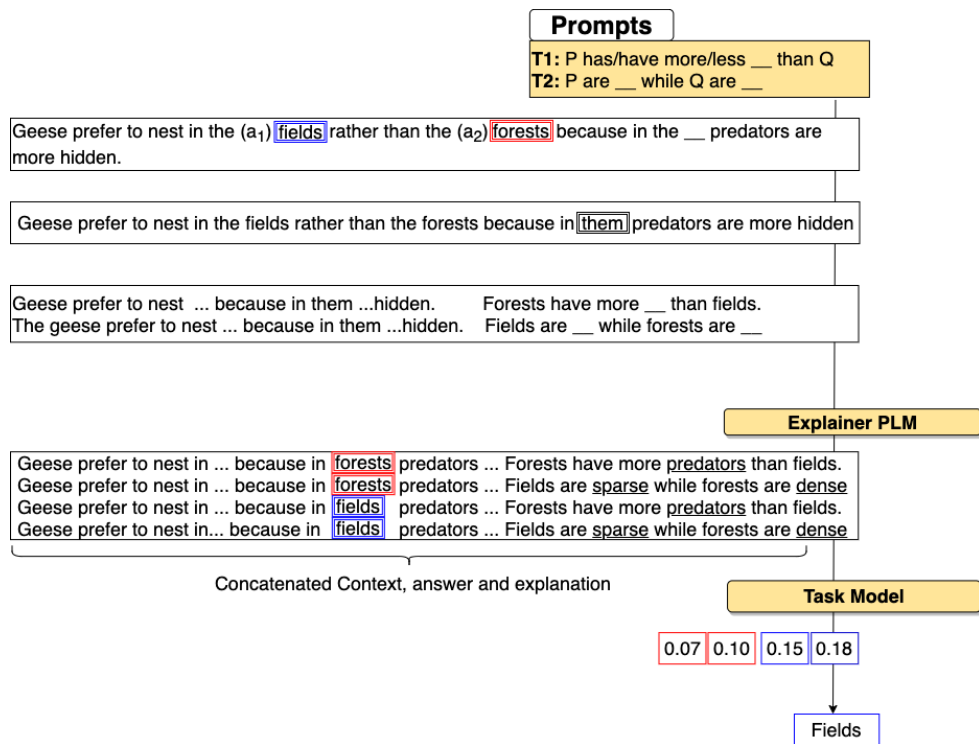 Prompts
T1: P has/have more/less __ than Q
T2: P are __ while Q are __
Geese prefer to nest in the (a1) fields rather than the (a2) forests because in the __ predators are
more hidden.
Geese prefer to nest in the fields rather than the forests because in them predators are more hidden
Geese prefer to nest ... because in them ...hidden. Forests have more __ than fields.
The geese prefer to nest ... because in them ...hidden. Fields are __ while forests are __
Explainer PLM
Geese prefer to nest in ... because in forests predators ... Forests have more predators than fields.
Geese prefer to nest in ... because in forests predators ... Fields are sparse while forests are dense
Geese prefer to nest in ... because in fields predators ... Forests have more predators than fields.
Geese prefer to nest in... because in fields predators ... Fields are sparse while forests are dense
Concatenated Context, answer and explanation
Task Model
0.07 0.10 0.15 0.18
Fields